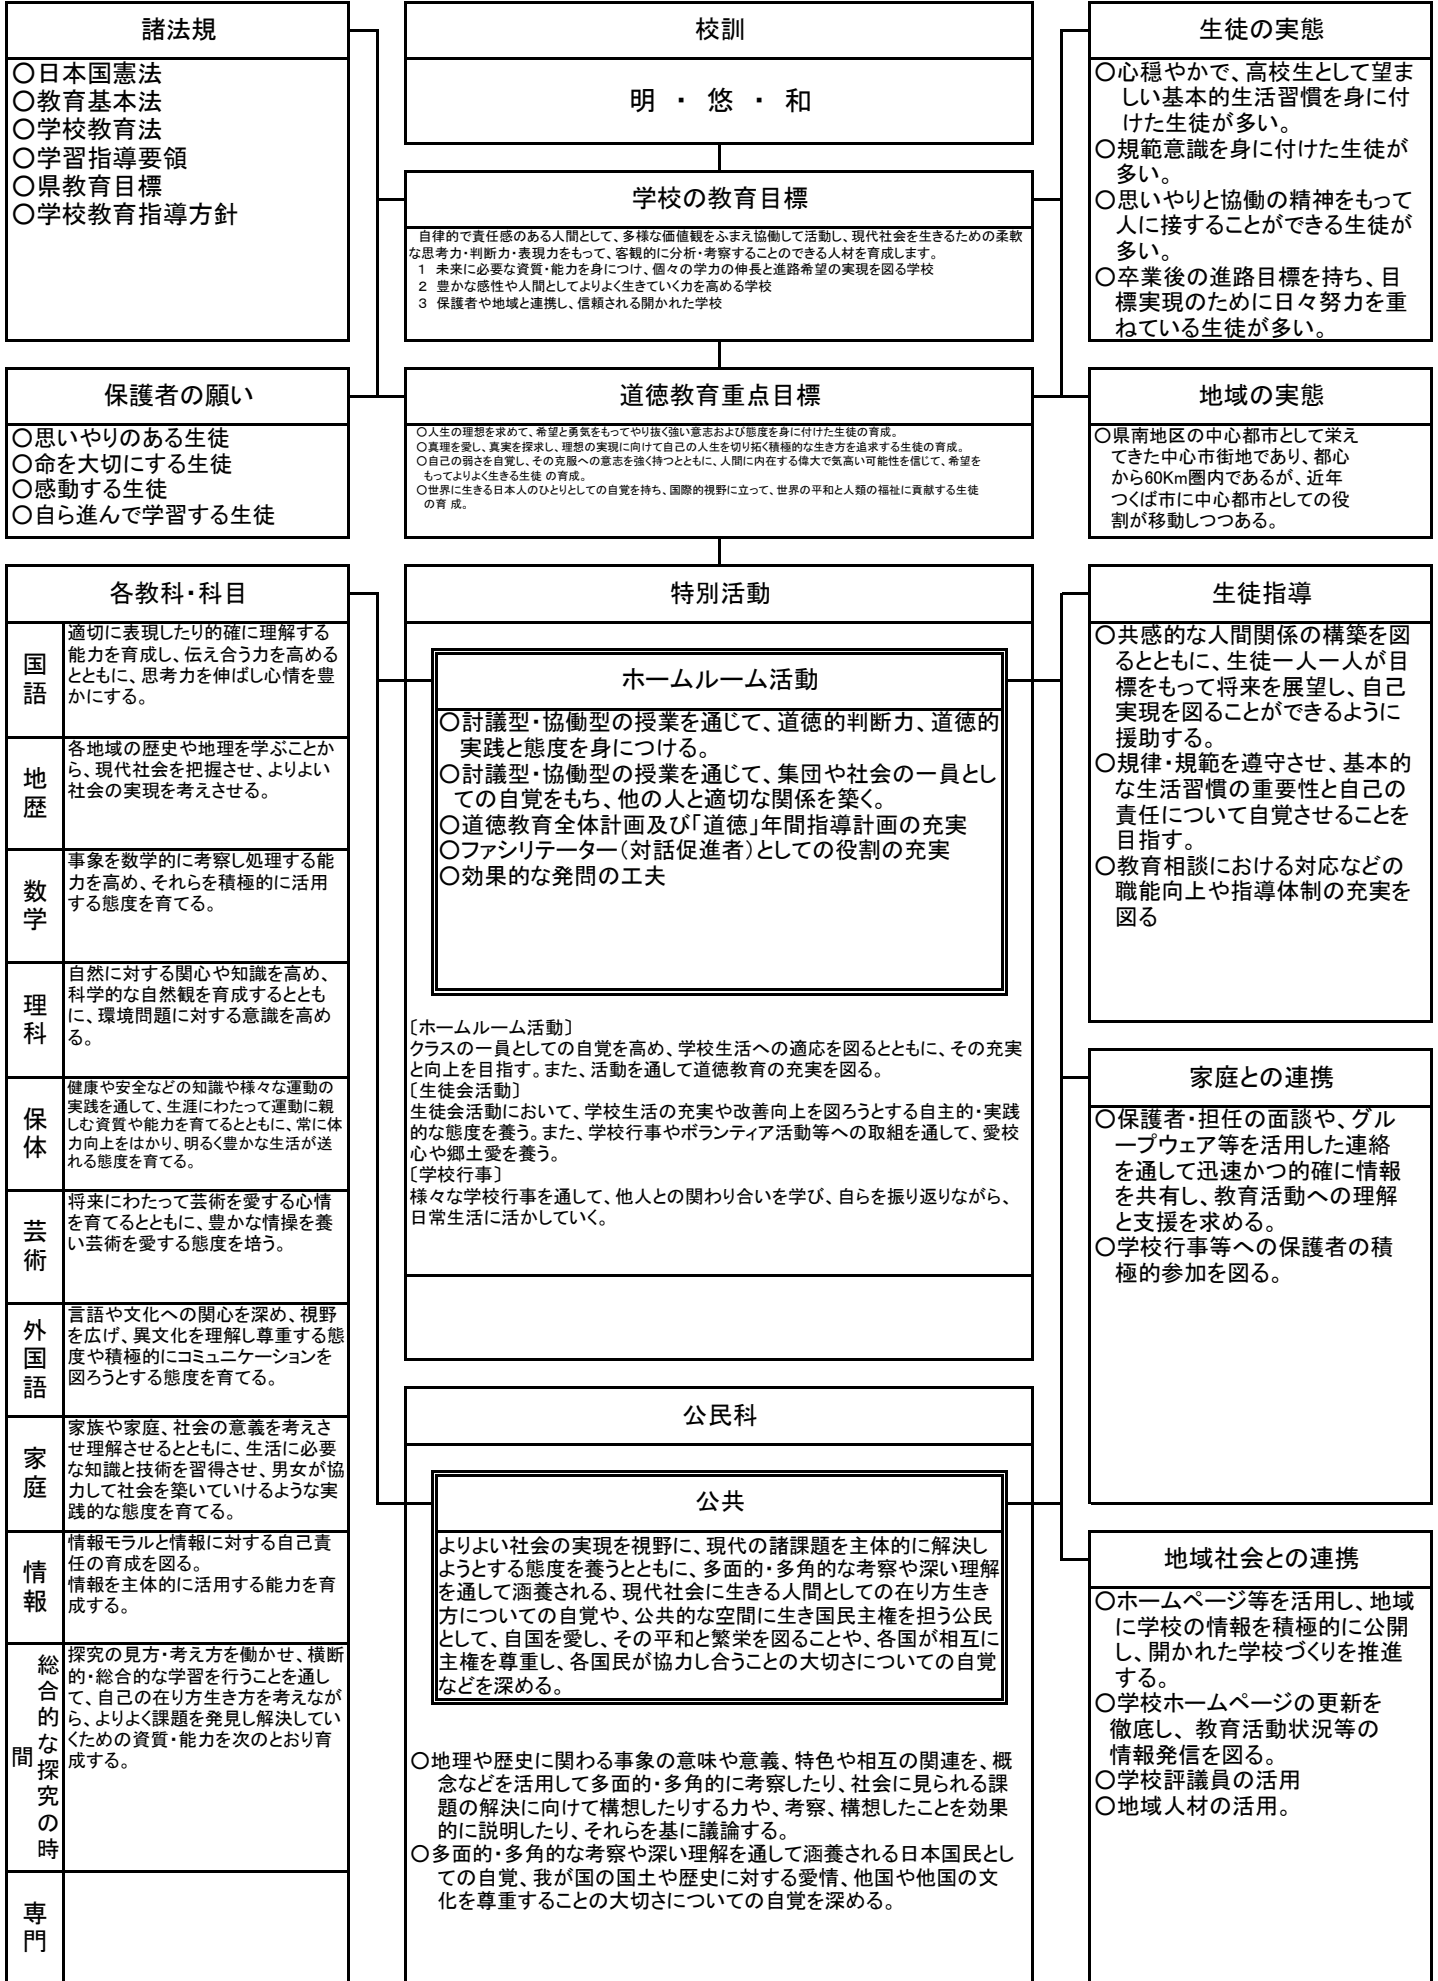 諸法規
〇日本国憲法
〇教育基本法
〇学校教育法
〇学習指導要領
〇県教育目標
〇学校教育指導方針
校訓
明 ・ 悠 ・ 和
学校の教育目標
自律的で責任感のある人間として、多様な価値観をふまえ協働して活動し、現代社会を生きるための柔軟
な思考力・判断力・表現力をもって、客観的に分析・考察することのできる人材を育成します。
1 未来に必要な資質・能力を身につけ、個々の学力の伸長と進路希望の実現を図る学校
2 豊かな感性や人間としてよりよく生きていく力を高める学校
3 保護者や地域と連携し、信頼される開かれた学校
生徒の実態
〇心穏やかで、高校生として望ま
しい基本的生活習慣を身に付
けた生徒が多い。
〇規範意識を身に付けた生徒が
多い。
〇思いやりと協働の精神をもって
人に接することができる生徒が
多い。
〇卒業後の進路目標を持ち、目
標実現のために日々努力を重
ねている生徒が多い。
保護者の願い
〇思いやりのある生徒
〇命を大切にする生徒
〇感動する生徒
〇自ら進んで学習する生徒
道徳教育重点目標
〇人生の理想を求めて、希望と勇気をもってやり抜く強い意志および態度を身に付けた生徒の育成。
〇真理を愛し、真実を探求し、理想の実現に向けて自己の人生を切り拓く積極的な生き方を追求する生徒の育成。
〇自己の弱さを自覚し、その克服への意志を強く持つとともに、人間に内在する偉大で気高い可能性を信じて、希望を
もってよりよく生きる生徒 の育成。
〇世界に生きる日本人のひとりとしての自覚を持ち、国際的視野に立って、世界の平和と人類の福祉に貢献する生徒
の育 成。
地域の実態
〇県南地区の中心都市として栄え
てきた中心市街地であり、都心
から60Km圏内であるが、近年
つくば市に中心都市としての役
割が移動しつつある。
各教科・科目
国語
適切に表現したり的確に理解する
能力を育成し、伝え合う力を高める
とともに、思考力を伸ばし心情を豊
かにする。
地歴
各地域の歴史や地理を学ぶことか
ら、現代社会を把握させ、よりよい
社会の実現を考えさせる。
数学
事象を数学的に考察し処理する能
力を高め、それらを積極的に活用
する態度を育てる。
理科
自然に対する関心や知識を高め、
科学的な自然観を育成するととも
に、環境問題に対する意識を高め
る。
保体
健康や安全などの知識や様々な運動の
実践を通して、生涯にわたって運動に親
しむ資質や能力を育てるとともに、常に体
力向上をはかり、明るく豊かな生活が送
れる態度を育てる。
芸術
将来にわたって芸術を愛する心情
を育てるとともに、豊かな情操を養
い芸術を愛する態度を培う。
外国語
言語や文化への関心を深め、視野
を広げ、異文化を理解し尊重する態
度や積極的にコミュニケーションを
図ろうとする態度を育てる。
家庭
家族や家庭、社会の意義を考えさ
せ理解させるとともに、生活に必要
な知識と技術を習得させ、男女が協
力して社会を築いていけるような実
践的な態度を育てる。
情報
情報モラルと情報に対する自己責
任の育成を図る。
情報を主体的に活用する能力を育
成する。
総合的な探究の時間
探究の見方・考え方を働かせ、横断
的・総合的な学習を行うことを通し
て、自己の在り方生き方を考えなが
ら、よりよく課題を発見し解決してい
くための資質・能力を次のとおり育
成する。
専門
特別活動
ホームルーム活動
〇討議型・協働型の授業を通じて、道徳的判断力、道徳的
実践と態度を身につける。
〇討議型・協働型の授業を通じて、集団や社会の一員とし
ての自覚をもち、他の人と適切な関係を築く。
〇道徳教育全体計画及び「道徳」年間指導計画の充実
〇ファシリテーター(対話促進者)としての役割の充実
〇効果的な発問の工夫
〔ホームルーム活動〕
クラスの一員としての自覚を高め、学校生活への適応を図るとともに、その充実
と向上を目指す。また、活動を通して道徳教育の充実を図る。
〔生徒会活動〕
生徒会活動において、学校生活の充実や改善向上を図ろうとする自主的・実践
的な態度を養う。また、学校行事やボランティア活動等への取組を通して、愛校
心や郷土愛を養う。
〔学校行事〕
様々な学校行事を通して、他人との関わり合いを学び、自らを振り返りながら、
日常生活に活かしていく。
公民科
公共
よりよい社会の実現を視野に、現代の諸課題を主体的に解決し
ようとする態度を養うとともに、多面的・多角的な考察や深い理解
を通して涵養される、現代社会に生きる人間としての在り方生き
方についての自覚や、公共的な空間に生き国民主権を担う公民
として、自国を愛し、その平和と繁栄を図ることや、各国が相互に
主権を尊重し、各国民が協力し合うことの大切さについての自覚
などを深める。
〇地理や歴史に関わる事象の意味や意義、特色や相互の関連を、概
念などを活用して多面的・多角的に考察したり、社会に見られる課
題の解決に向けて構想したりする力や、考察、構想したことを効果
的に説明したり、それらを基に議論する。
〇多面的・多角的な考察や深い理解を通して涵養される日本国民とし
ての自覚、我が国の国土や歴史に対する愛情、他国や他国の文
化を尊重することの大切さについての自覚を深める。
生徒指導
〇共感的な人間関係の構築を図
るとともに、生徒一人一人が目
標をもって将来を展望し、自己
実現を図ることができるように
援助する。
〇規律・規範を遵守させ、基本的
な生活習慣の重要性と自己の
責任について自覚させることを
目指す。
〇教育相談における対応などの
職能向上や指導体制の充実を
図る
家庭との連携
〇保護者・担任の面談や、グル
ープウェア等を活用した連絡
を通して迅速かつ的確に情報
を共有し、教育活動への理解
と支援を求める。
〇学校行事等への保護者の積
極的参加を図る。
地域社会との連携
〇ホームページ等を活用し、地域
に学校の情報を積極的に公開
し、開かれた学校づくりを推進
する。
〇学校ホームページの更新を
徹底し、教育活動状況等の
情報発信を図る。
〇学校評議員の活用
〇地域人材の活用。